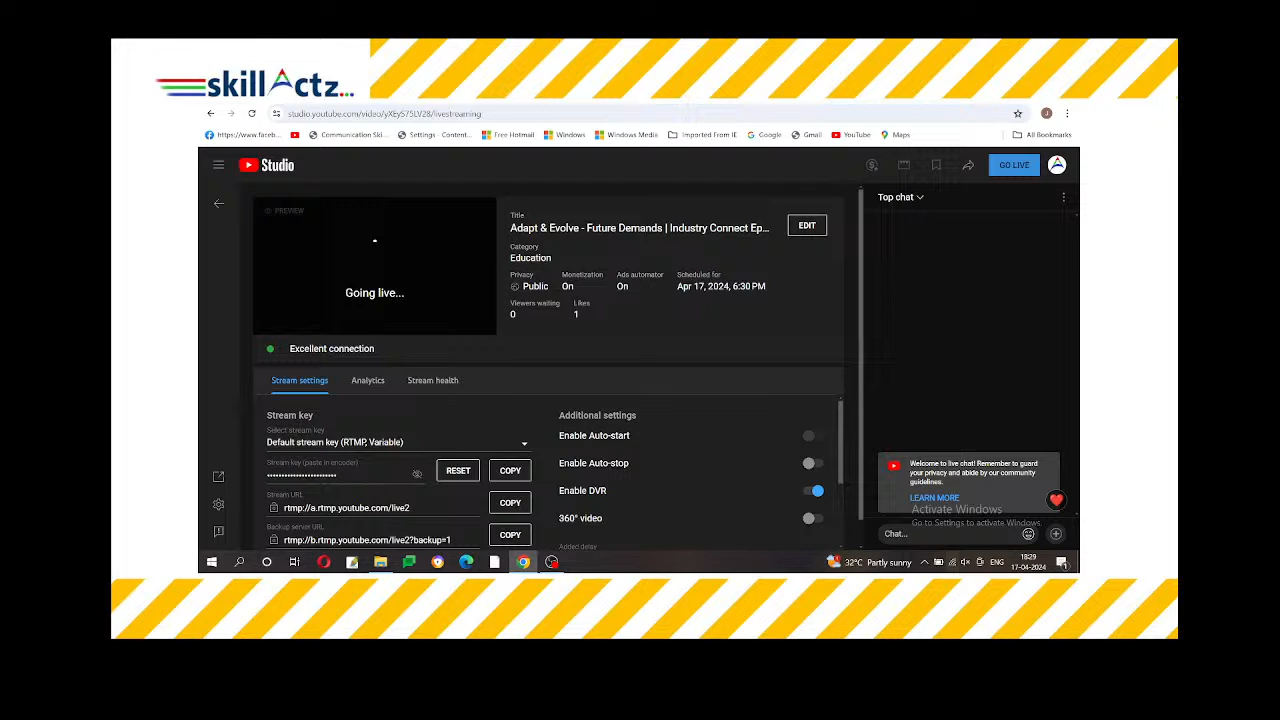 skillActz...
studio.youtube.com/video/yXEyS75LV28/livestreaming
J
https://www.faceb... Communication Ski... Settings - Content... Free Hotmail Windows Windows Media Imported From IE Google Gmail YouTube Maps All Bookmarks
Studio
GO LIVE
PREVIEW
Going live...
Title
Adapt & Evolve - Future Demands | Industry Connect Ep...
EDIT
Category
Education
Privacy Monetization Ads automator Scheduled for
Public On On Apr 17, 2024, 6:30 PM
Viewers waiting Likes
0 1
Excellent connection
Stream settings Analytics Stream health
Stream key
Select stream key
Default stream key (RTMP, Variable)
Stream key (paste in encoder)
RESET COPY
Stream URL
rtmp://a.rtmp.youtube.com/live2
COPY
Backup server URL
rtmp://b.rtmp.youtube.com/live2?backup=1
COPY
Additional settings
Enable Auto-start
Enable Auto-stop
Enable DVR
360° video
Added delay
Top chat
Welcome to live chat! Remember to guard
your privacy and abide by our community
guidelines.
LEARN MORE
Activate Windows
Go to Settings to activate Windows.
Chat...
32°C Partly sunny ENG 18:29
17-04-2024
1